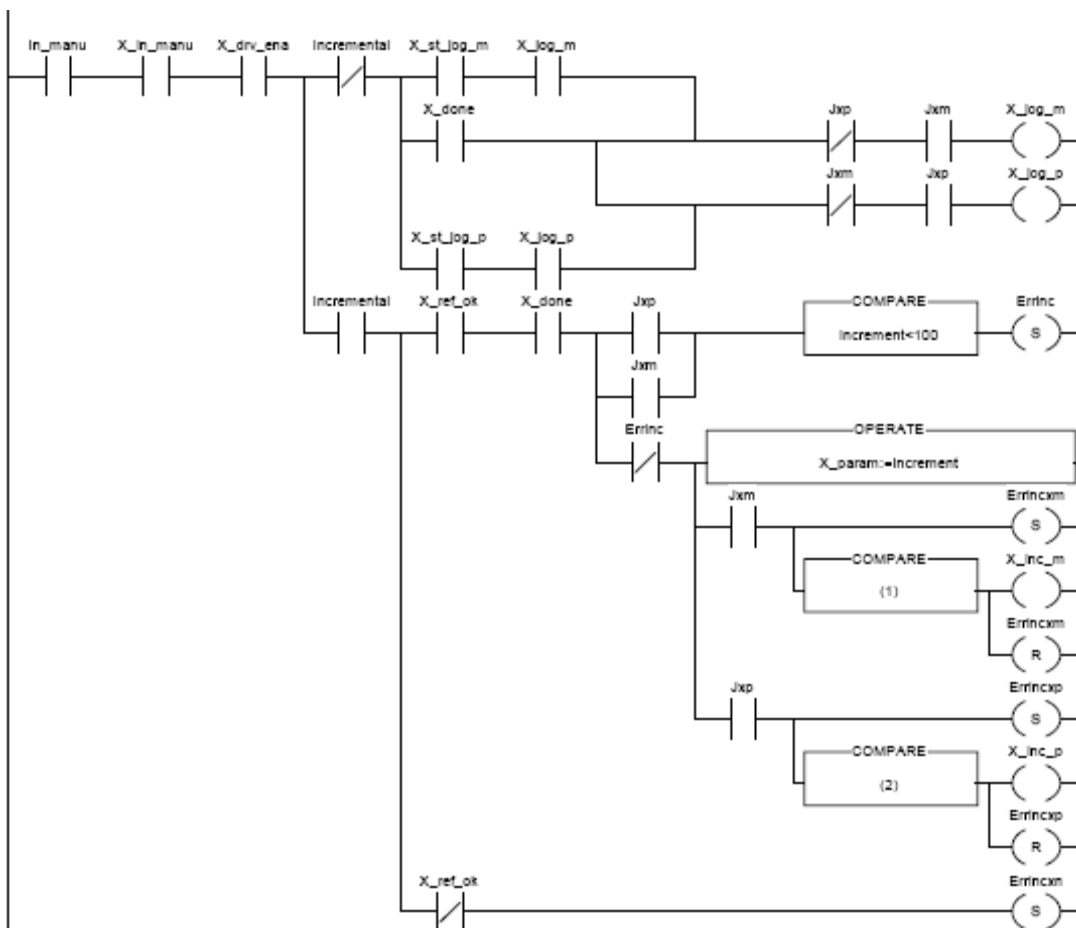 In_manu X_In_manu X_drv_ena Incremental X_st_jog_m X_jog_m
X_done Jxp Jxm X_jog_m
Jxm Jxp X_jog_p
X_st_jog_p X_jog_p
Incremental X_ref_ok X_done Jxp COMPARE ErrInc
Increment<100 S
Jxm
ErrInc OPERATE
X_param:=Increment
Jxm ErrIncxm
S
COMPARE X_Inc_m
(1)
ErrIncxm
R
Jxp ErrIncxp
S
COMPARE X_Inc_p
(2)
ErrIncxp
R
X_ref_ok ErrIncxn
S